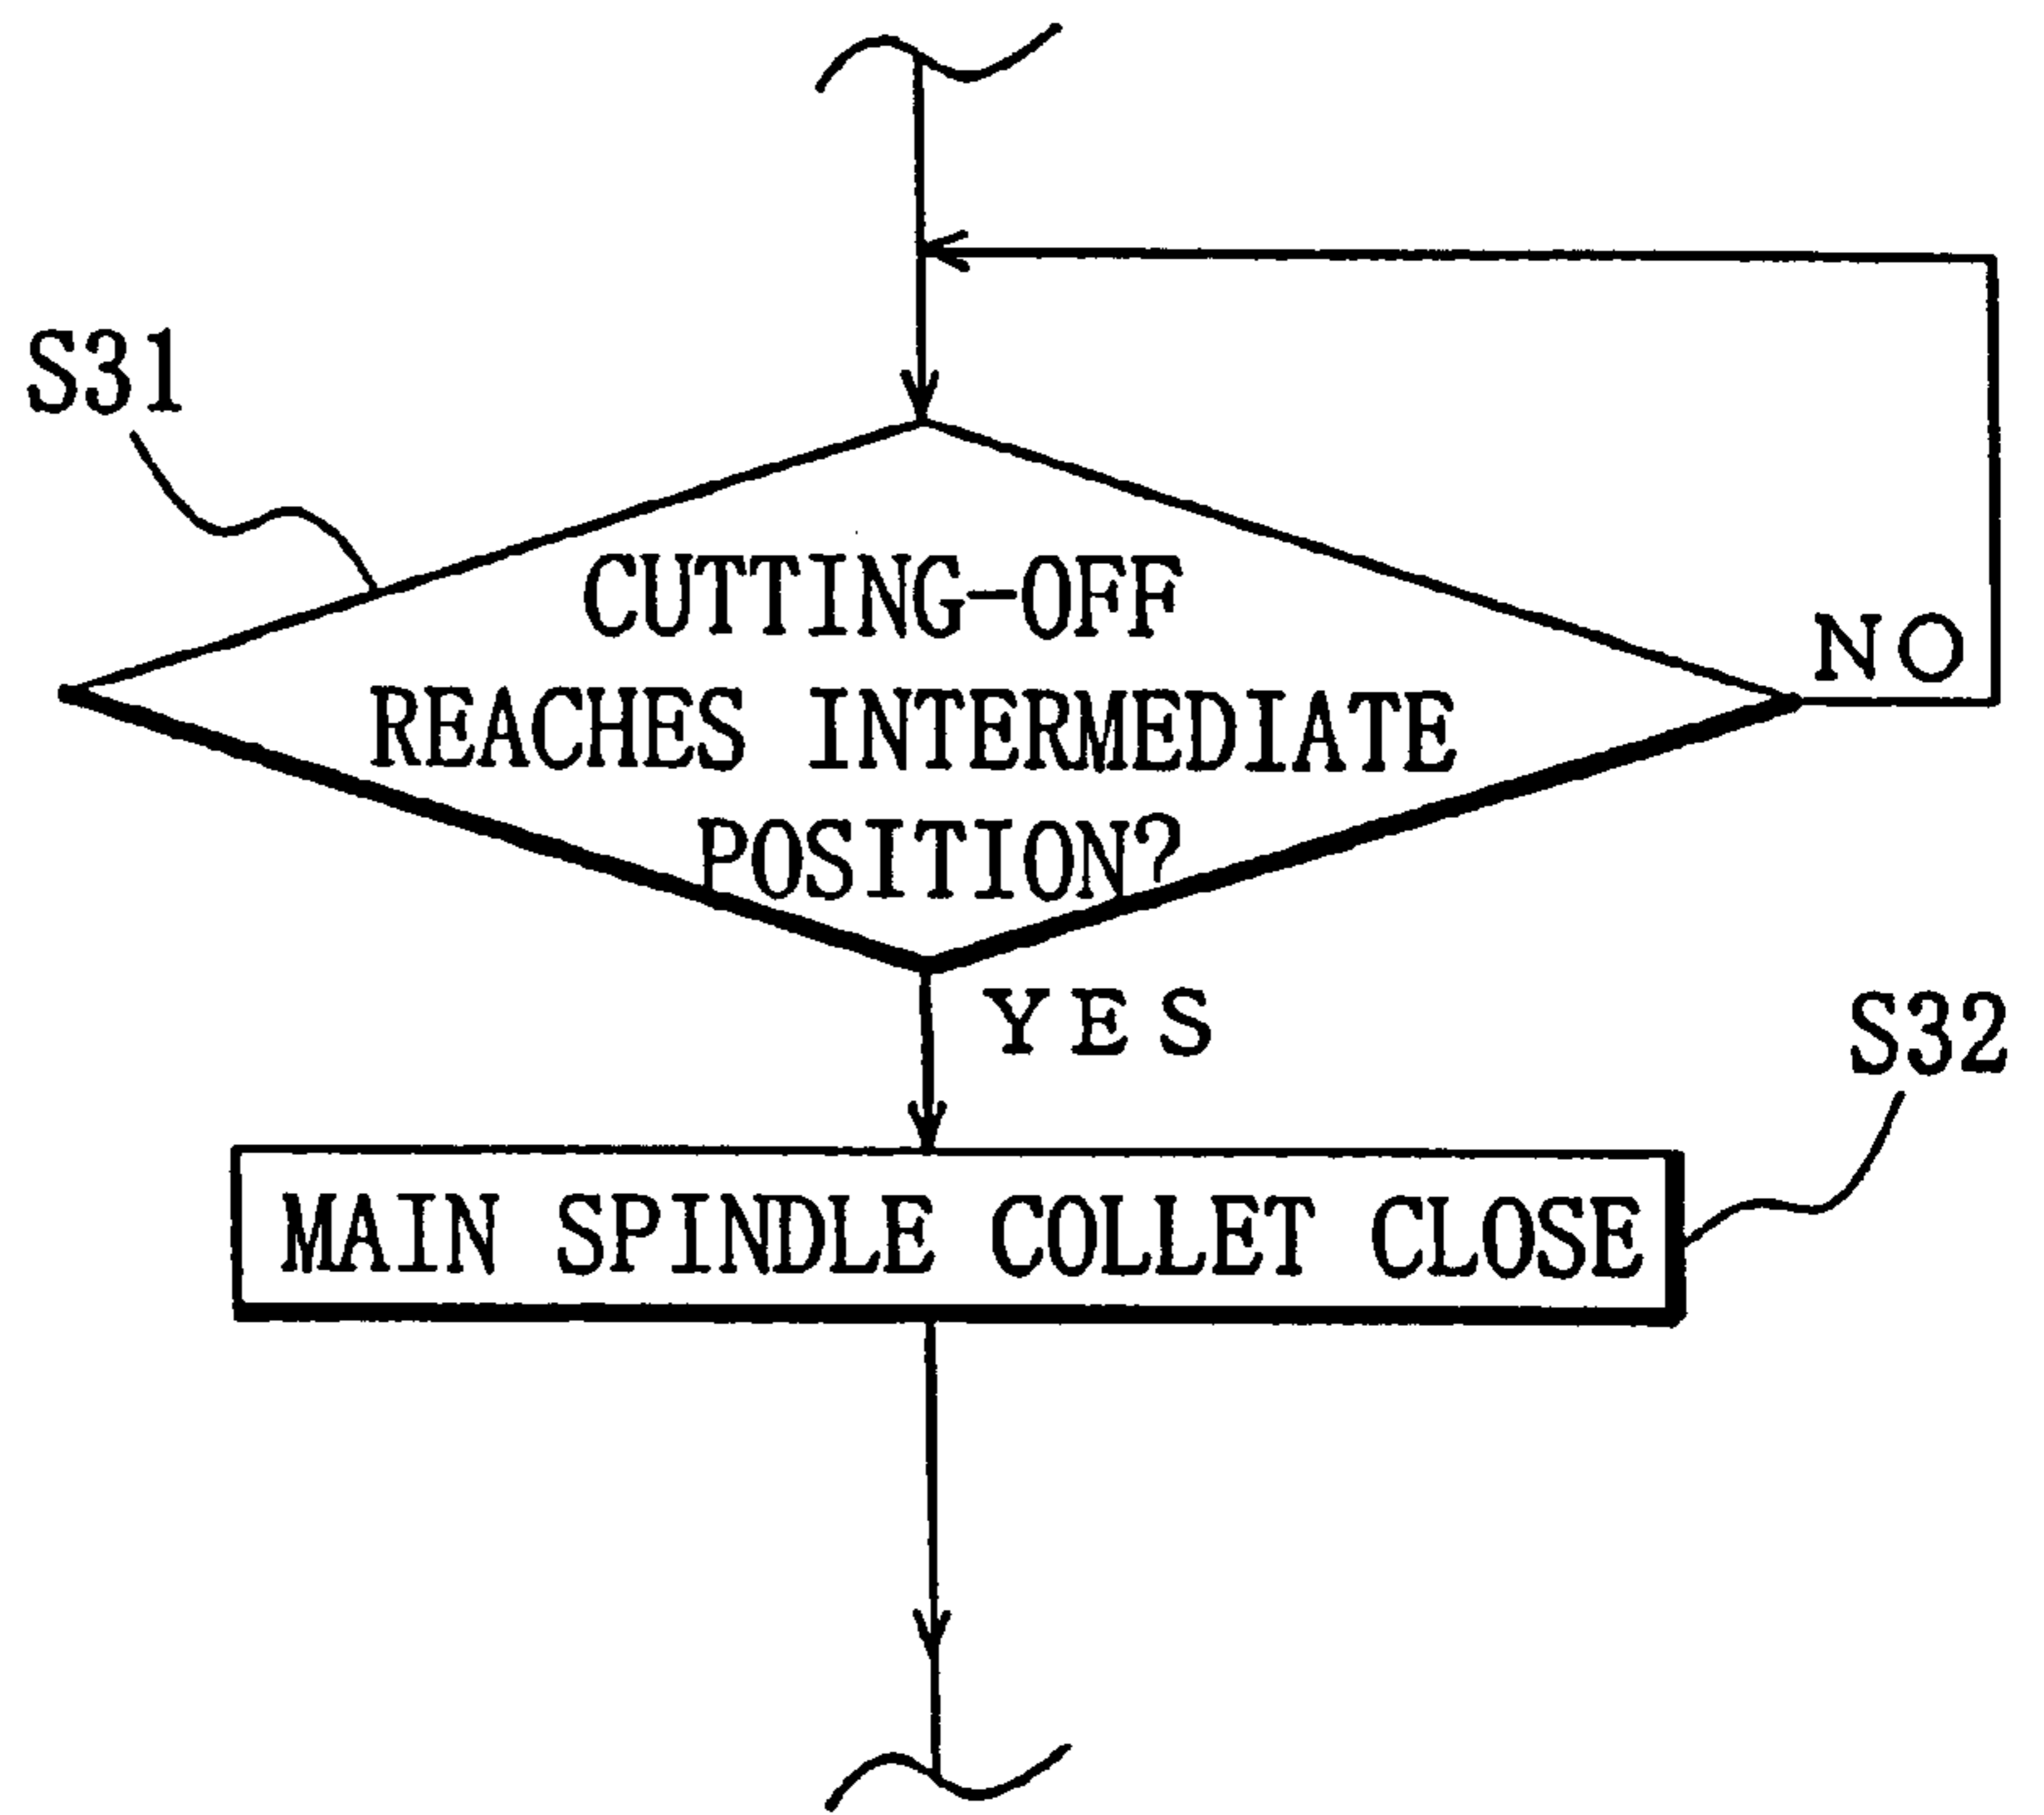 S31
CUTTING-OFF
REACHES INTERMEDIATE
POSITION?
NO
YES
S32
MAIN SPINDLE COLLET CLOSE